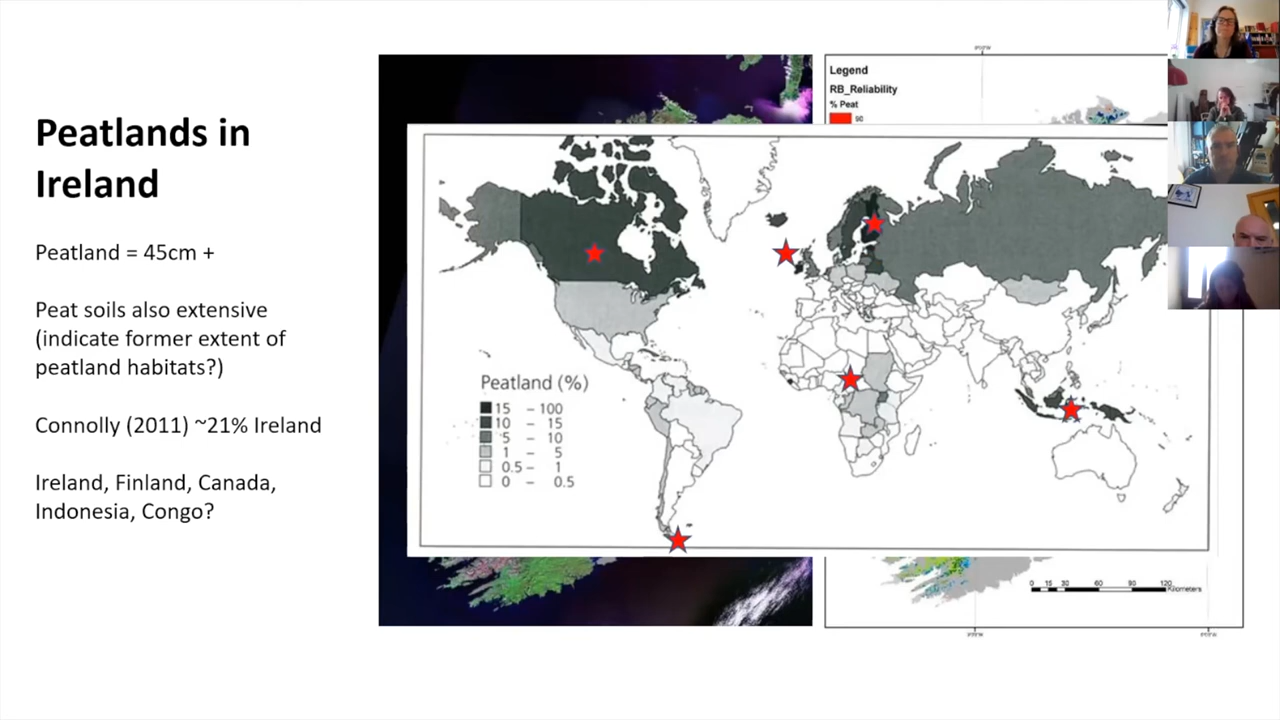 Peatlands in
Ireland
Peatland = 45cm +
Peat soils also extensive
(indicate former extent of
peatland habitats?)
Connolly (2011) ~21% Ireland
Ireland, Finland, Canada,
Indonesia, Congo?
Legend
RB_Reliability
% Peat
90
Peatland (%)
15 – 100
10 – 15
5 – 10
1 – 5
0.5 – 1
0 – 0.5
0 15 30 60 90 120
Kilometers